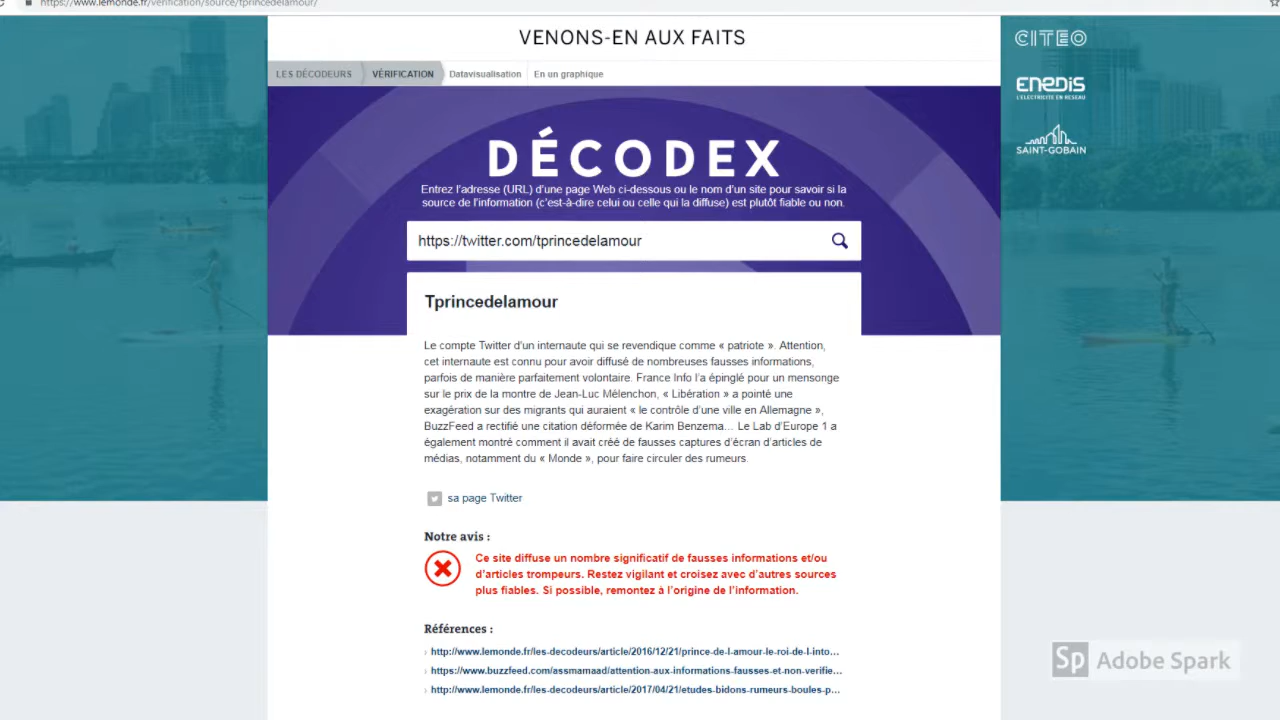 https://www.lemonde.fr/verification/source/tprincedelamour/
VENONS-EN AUX FAITS
LES DÉCODEURS VÉRIFICATION Datavisualisation En un graphique
CITEO
ENEDIS
L'ELECTRICITE EN RESEAU
SAINT-GOBAIN
DÉCODEX
Entrez l'adresse (URL) d'une page Web ci-dessous ou le nom d'un site pour savoir si la
source de l'information (c'est-à-dire celui ou celle qui la diffuse) est plutôt fiable ou non.
https://twitter.com/tprincedelamour
Tprincedelamour
Le compte Twitter d'un internaute qui se revendique comme « patriote ». Attention,
cet internaute est connu pour avoir diffusé de nombreuses fausses informations,
parfois de manière parfaitement volontaire. France Info l'a épinglé pour un mensonge
sur le prix de la montre de Jean-Luc Mélenchon, « Libération » a pointé une
exagération sur des migrants qui auraient « le contrôle d'une ville en Allemagne »,
BuzzFeed a rectifié une citation déformée de Karim Benzema... Le Lab d'Europe 1 a
également montré comment il avait créé de fausses captures d'écran d'articles de
médias, notamment du « Monde », pour faire circuler des rumeurs.
sa page Twitter
Notre avis :
Ce site diffuse un nombre significatif de fausses informations et/ou
d'articles trompeurs. Restez vigilant et croisez avec d'autres sources
plus fiables. Si possible, remontez à l'origine de l'information.
Références :
http://www.lemonde.fr/les-decodeurs/article/2016/12/21/prince-de-l-amour-le-roi-de-l-into...
https://www.buzzfeed.com/assmamaad/attention-aux-informations-fausses-et-non-verifie...
http://www.lemonde.fr/les-decodeurs/article/2017/04/21/etudes-bidons-rumeurs-boules-p...
Sp Adobe Spark